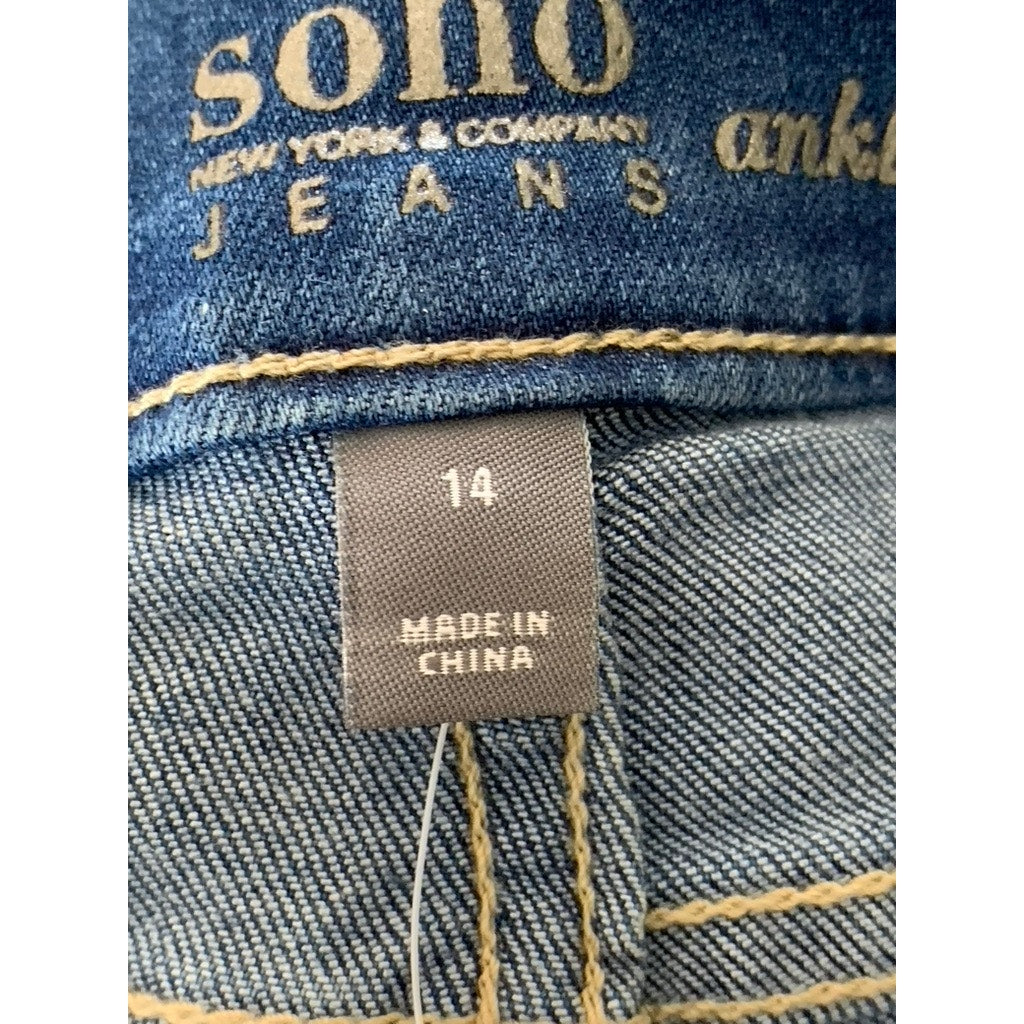 soho
NEW YORK & COMPANY
JEANS
14
MADE IN
CHINA